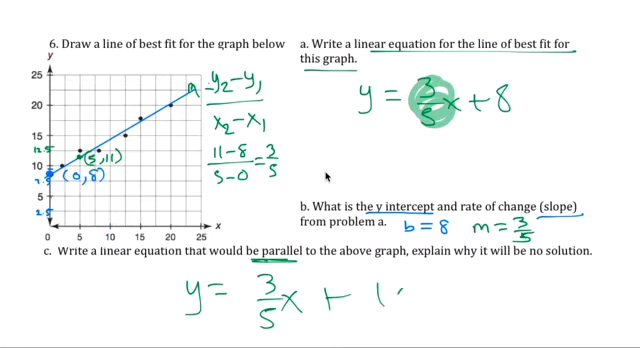 6. Draw a line of best fit for the graph below
y
25
20
15
12.5
10
7.5
5
2.5
0 5 10 15 20 25 x
(5,11)
(0,8)
y₂-y₁
x₂-x₁
11-8 = 3
5-0 5
a. Write a linear equation for the line of best fit for
this graph.
y = 3/5 x + 8
b. What is the y intercept and rate of change (slope)
from problem a. b=8 m=3/5
c. Write a linear equation that would be parallel to the above graph, explain why it will be no solution.
y = 3/5 x +